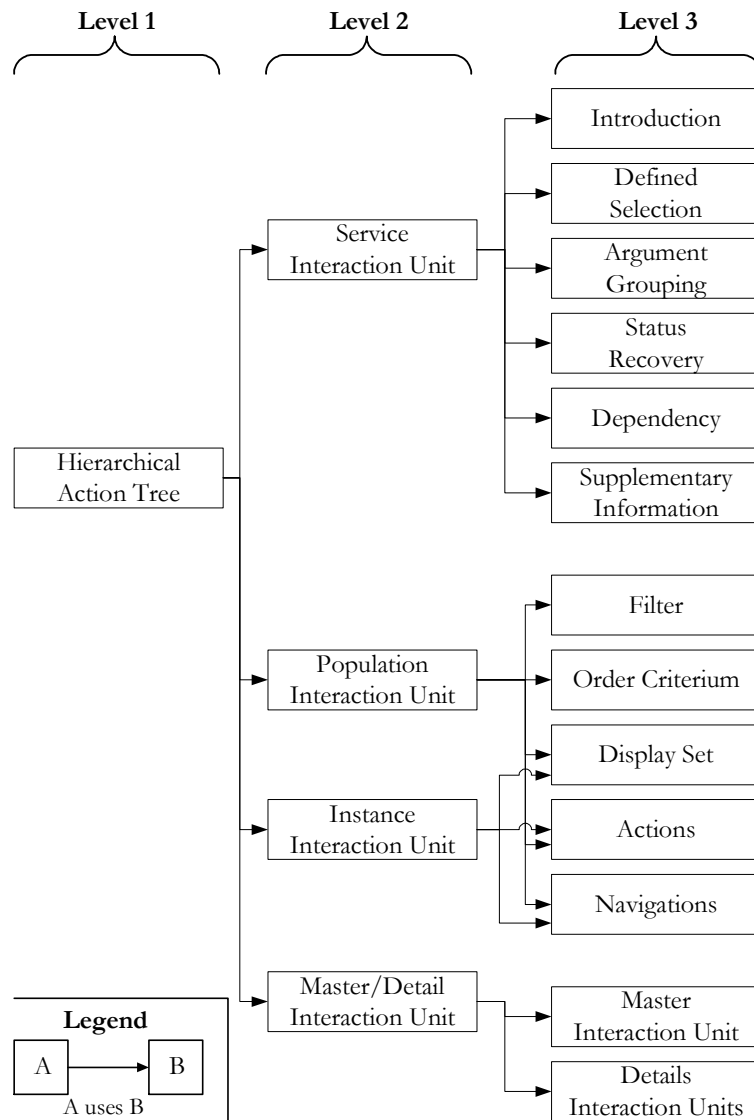 Level 1
Level 2
Level 3
Introduction
Defined
Selection
Service
Interaction Unit
Argument
Grouping
Status
Recovery
Dependency
Hierarchical
Action Tree
Supplementary
Information
Filter
Population
Interaction Unit
Order Criterium
Display Set
Instance
Interaction Unit
Actions
Navigations
Master/Detail
Interaction Unit
Master
Interaction Unit
Details
Interaction Units
Legend
A
B
A uses B